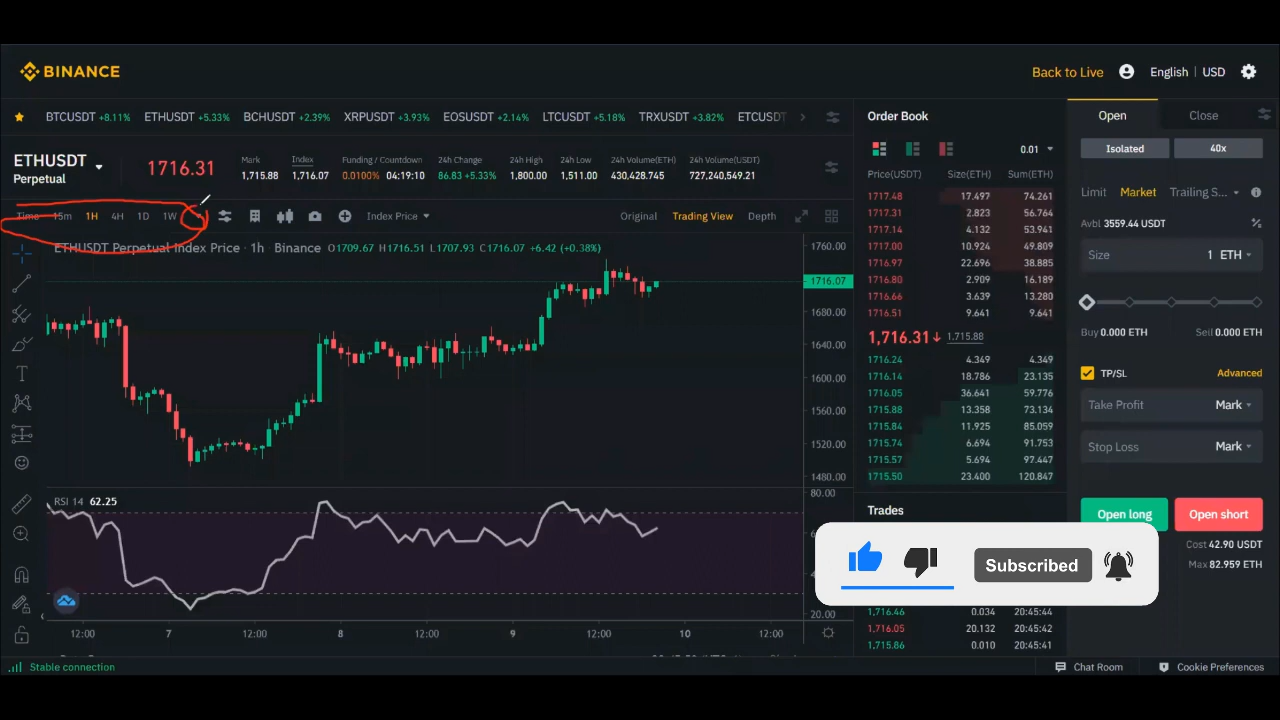 BINANCE
Back to Live English USD
BTCUSDT +8.11% ETHUSDT +5.33% BCHUSDT +2.39% XRPUSDT +3.93% EOSUSDT +2.14% LTCUSDT +5.18% TRXUSDT +3.82% ETCUSDT
ETHUSDT
Perpetual
1716.31
Mark
1,715.88
Index
1,716.07
Funding / Countdown
0.0100% 04:19:10
24h Change
86.83 +5.33%
24h High
1,800.00
24h Low
1,511.00
24h Volume(ETH)
430,428.745
24h Volume(USDT)
727,240,549.21
Time 15m 1H 4H 1D 1W Index Price Original Trading View Depth
ETHUSDT Perpetual Index Price · 1h · Binance O1709.67 H1716.51 L1707.93 C1716.07 +6.42 (+0.38%)
1760.00
1716.07
1680.00
1640.00
1600.00
1560.00
1520.00
1480.00
RSI 14 62.25
80.00
20.00
12:00 7 12:00 8 12:00 9 12:00 10 12:00
Order Book
0.01
Price(USDT) Size(ETH) Sum(ETH)
1717.48 17.497 74.261
1717.31 2.823 56.764
1717.14 4.132 53.941
1717.00 10.924 49.809
1716.97 22.696 38.885
1716.80 2.909 16.189
1716.66 3.639 13.280
1716.51 9.641 9.641
1,716.31 1,715.88
1716.24 4.349 4.349
1716.14 18.786 23.135
1716.05 36.641 59.776
1715.88 13.358 73.134
1715.84 11.925 85.059
1715.74 6.694 91.753
1715.57 5.694 97.447
1715.50 23.400 120.847
Trades
1,716.46 0.034 20:45:44
1,716.05 20.132 20:45:42
1,715.86 0.010 20:45:41
Open Close
Isolated 40x
Limit Market Trailing S...
Avbl 3559.44 USDT
Size 1 ETH
Buy 0.000 ETH Sell 0.000 ETH
TP/SL Advanced
Take Profit Mark
Stop Loss Mark
Open long Open short
Cost 42.90 USDT
Max 82.959 ETH
Subscribed
Stable connection Chat Room Cookie Preferences